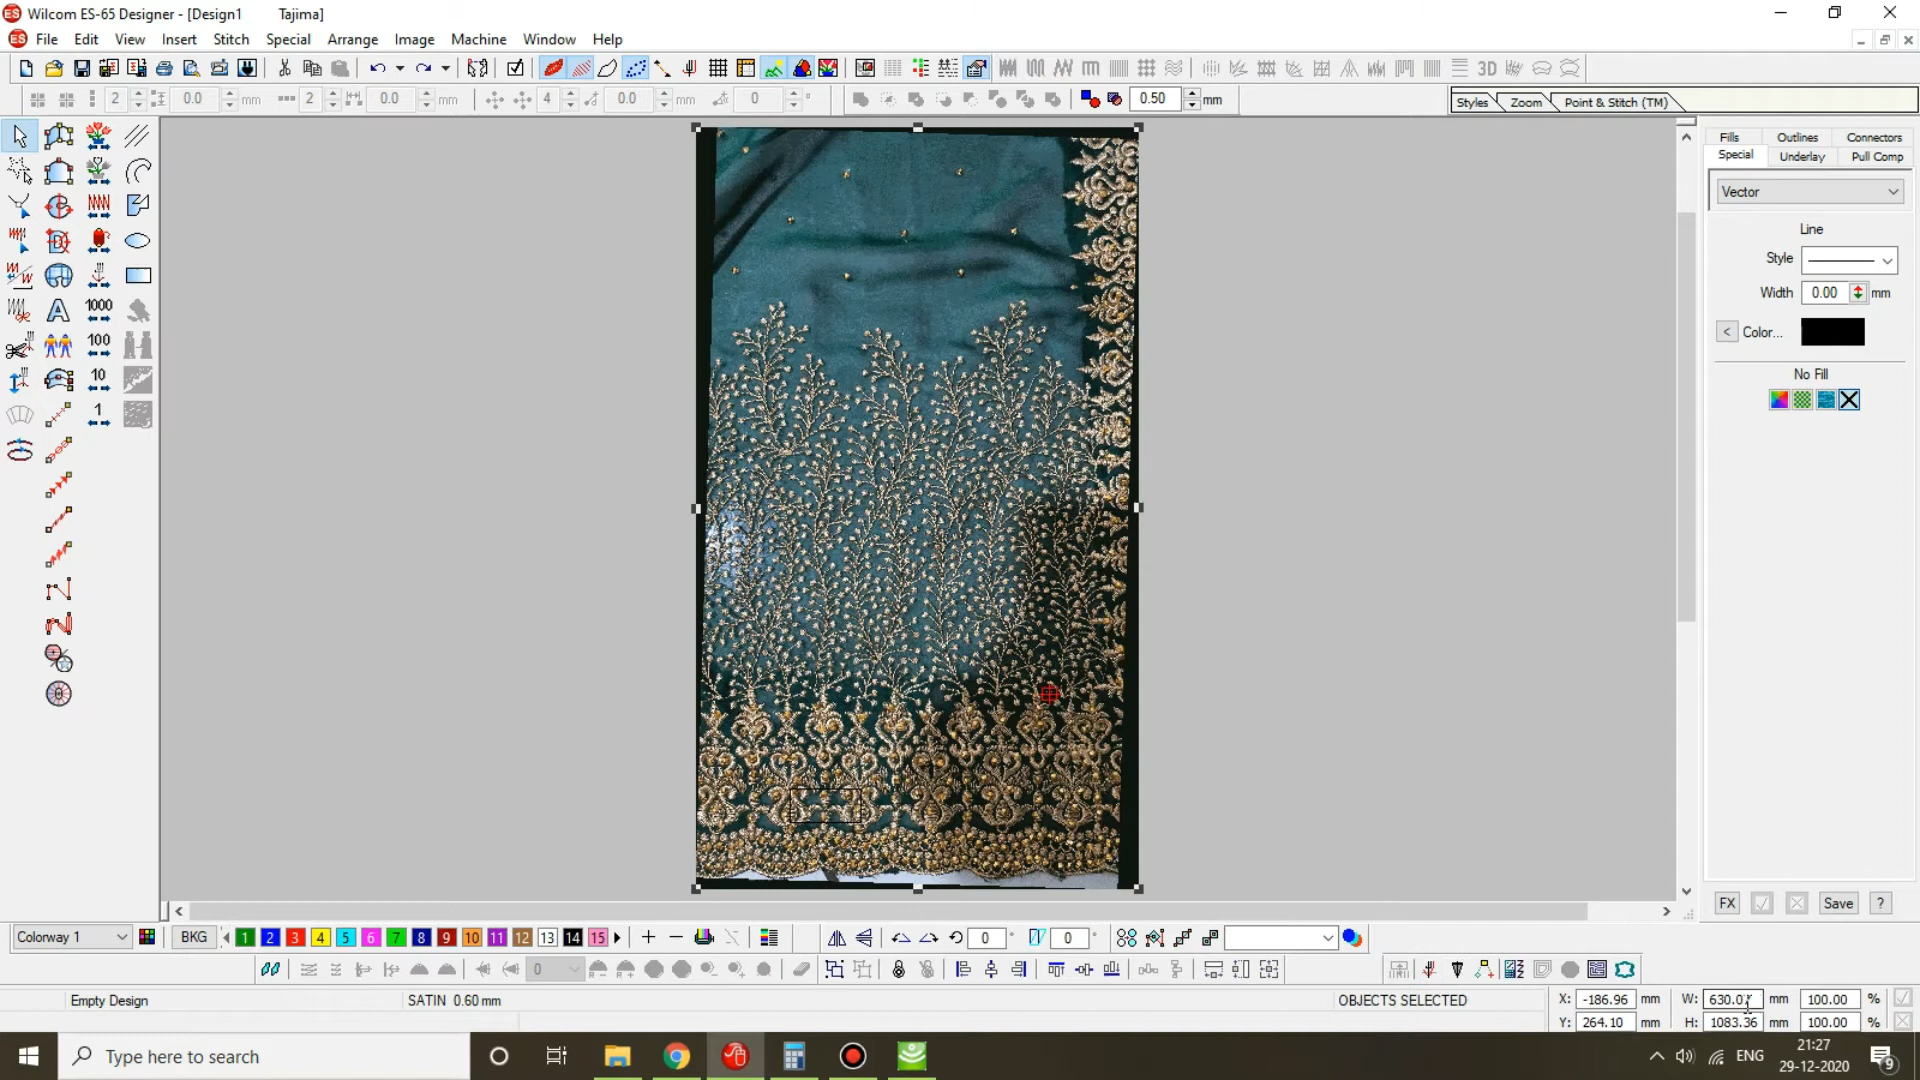 Wilcom ES-65 Designer - [Design1 Tajima]
File Edit View Insert Stitch Special Arrange Image Machine Window Help
3D
2 0.0 mm 2 0.0 mm 4 0.0 mm 0 ° 0.50 mm
Styles Zoom Point & Stitch (TM)
Fills Outlines Connectors
Special Underlay Pull Comp
Vector
Line
Style
Width 0.00 mm
< Color...
No Fill
A
1000
100
10
1
FX Save ?
Colorway 1 BKG 1 2 3 4 5 6 7 8 9 10 11 12 13 14 15 0 ° 0 °
0
Empty Design SATIN 0.60 mm OBJECTS SELECTED
X: -186.96 mm W: 630.0 mm 100.00 %
Y: 264.10 mm H: 1083.36 mm 100.00 %
Type here to search
ENG
21:27
29-12-2020
9